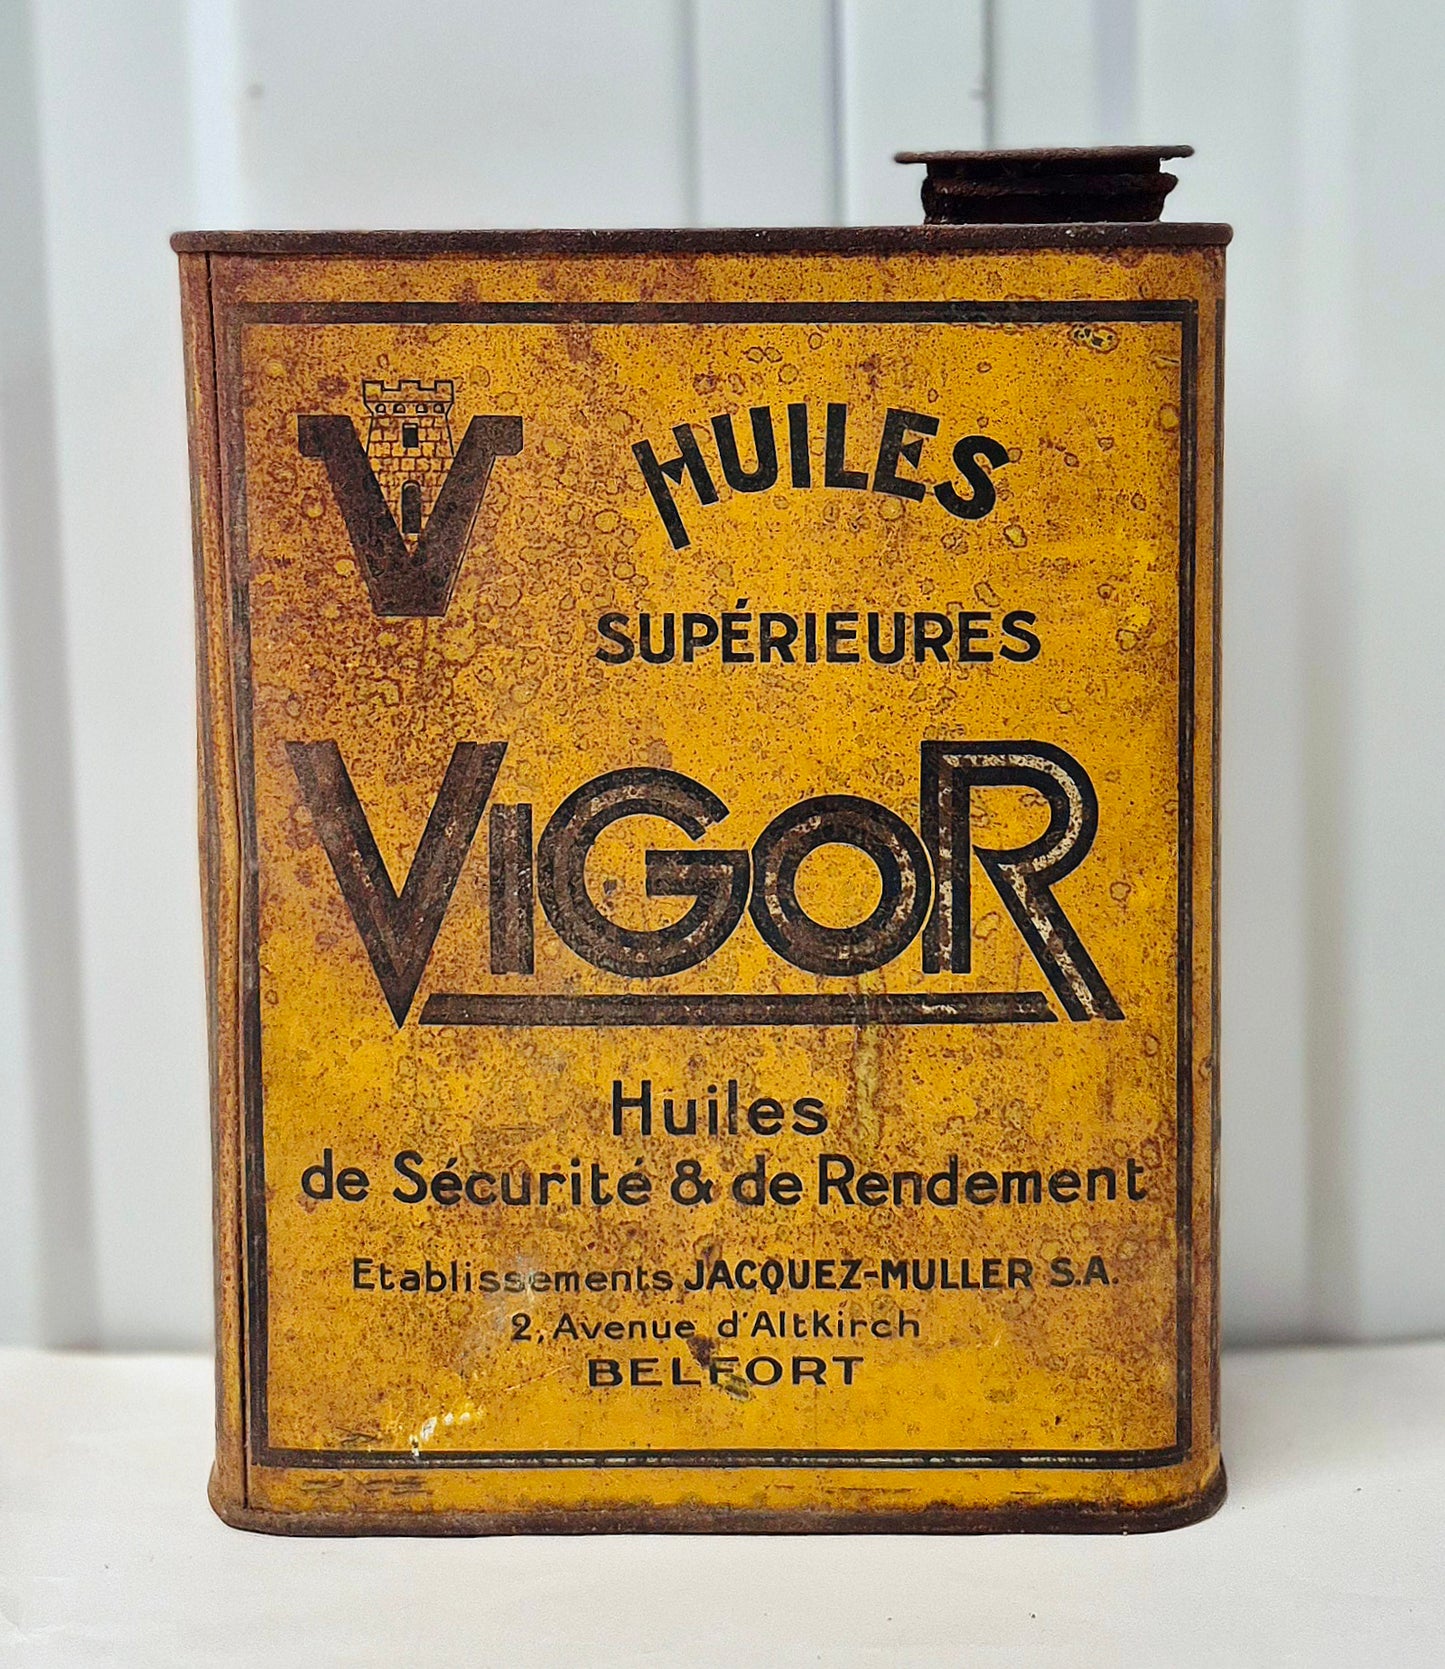 V
HUILES
SUPÉRIEURES
VIGOR
Huiles
de Sécurité & de Rendement
Etablissements JACQUEZ-MULLER S.A.
2, Avenue d'Altkirch
BELFORT